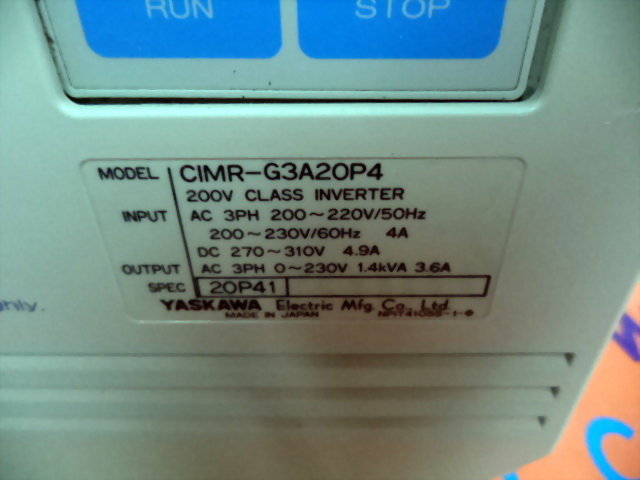 RUN STOP
MODEL CIMR-G3A20P4
200V CLASS INVERTER
INPUT AC 3PH 200~220V/50Hz
200~230V/60Hz 4A
DC 270~310V 4.9A
OUTPUT AC 3PH 0~230V 1.4kVA 3.6A
SPEC 20P41
only.
YASKAWA Electric Mfg. Co., Ltd.
MADE IN JAPAN